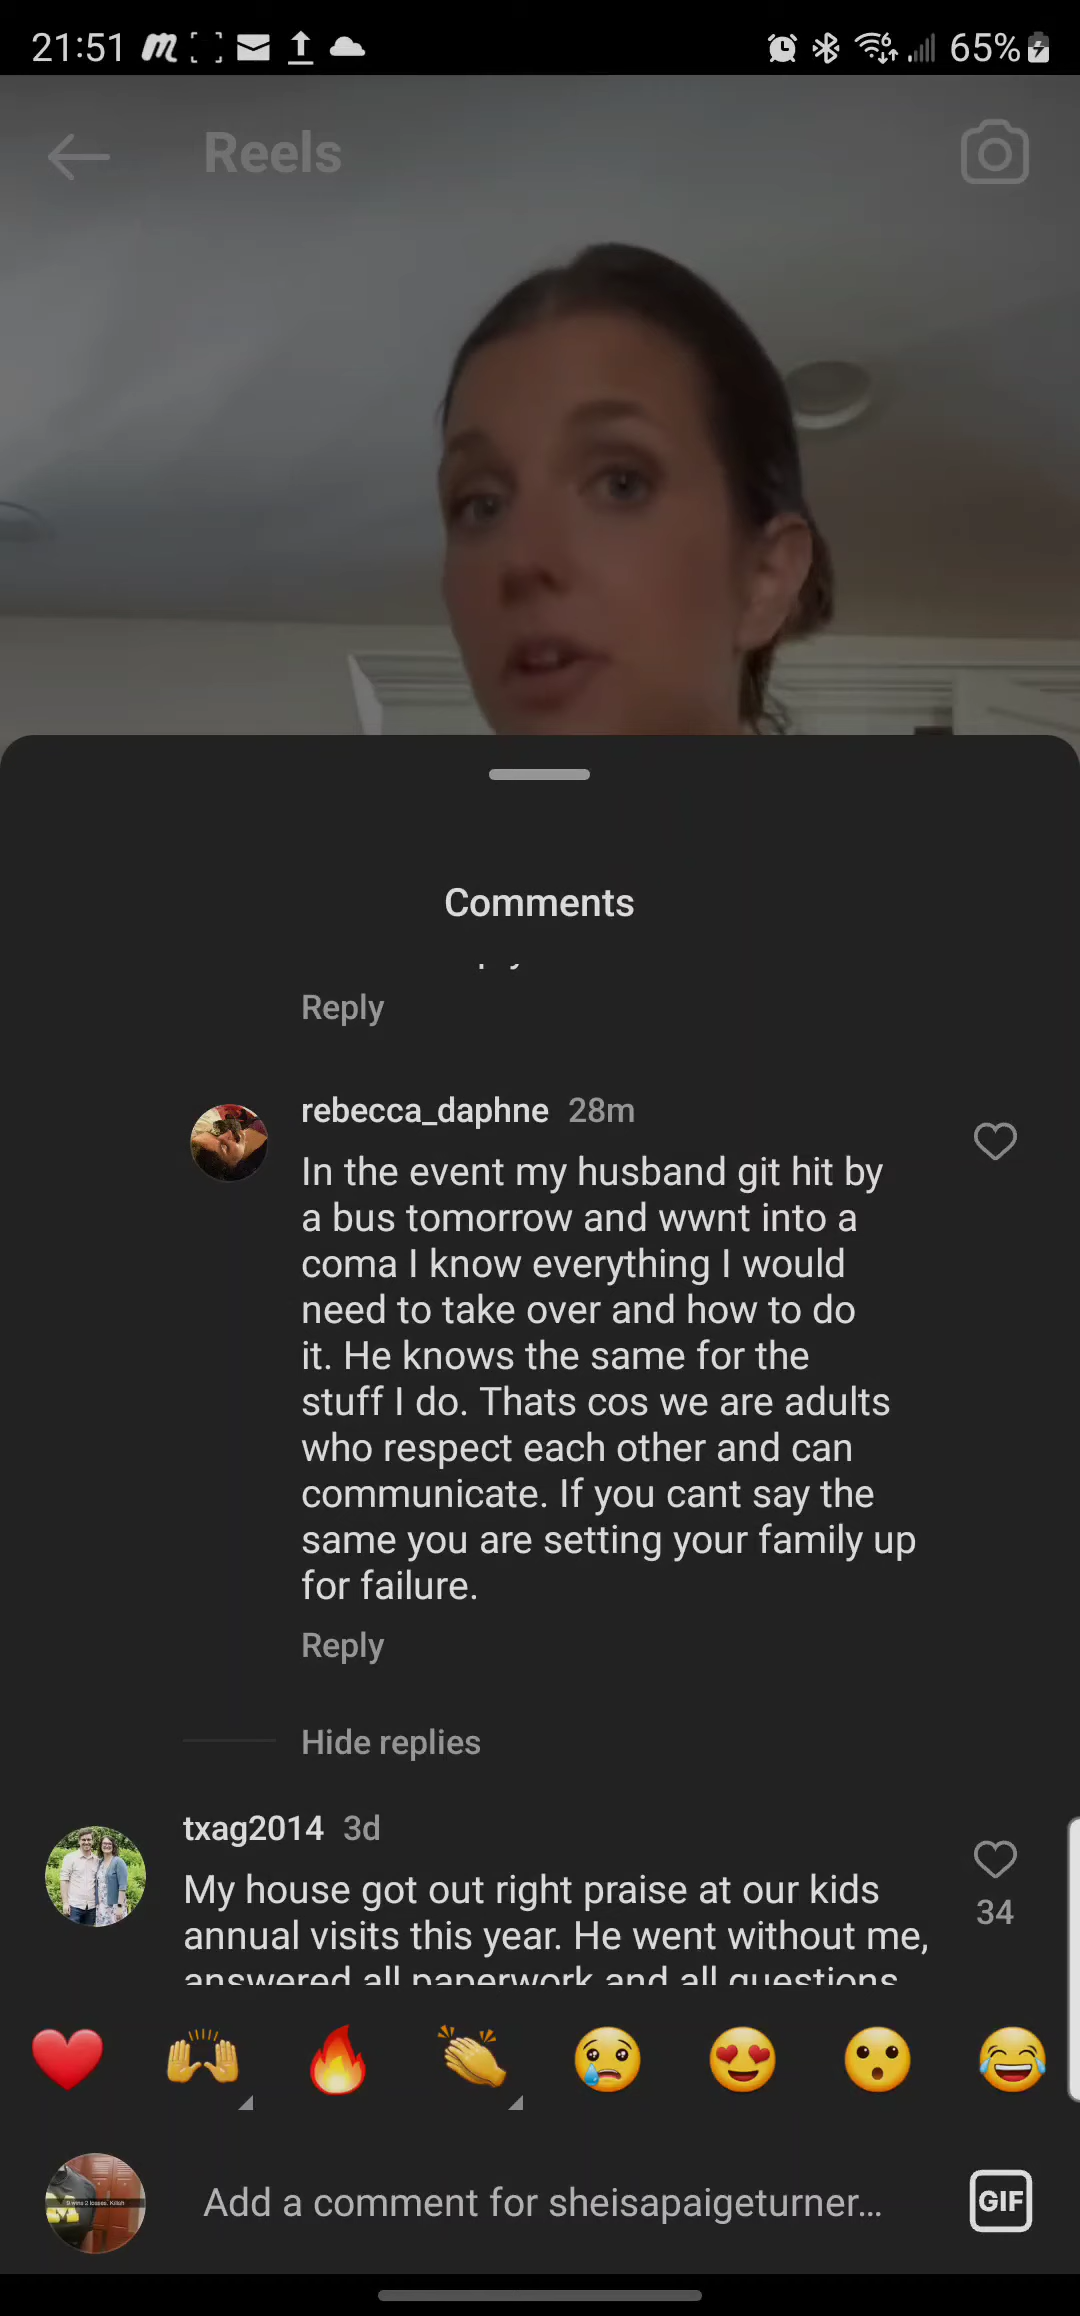 21:51
65%
Reels
Comments
Reply
rebecca_daphne 28m
In the event my husband git hit by
a bus tomorrow and wwnt into a
coma I know everything I would
need to take over and how to do
it. He knows the same for the
stuff I do. Thats cos we are adults
who respect each other and can
communicate. If you cant say the
same you are setting your family up
for failure.
Reply
Hide replies
txag2014 3d
My house got out right praise at our kids
34
annual visits this year. He went without me,
answered all paperwork and all questions
Add a comment for sheisapaigeturner...
GIF